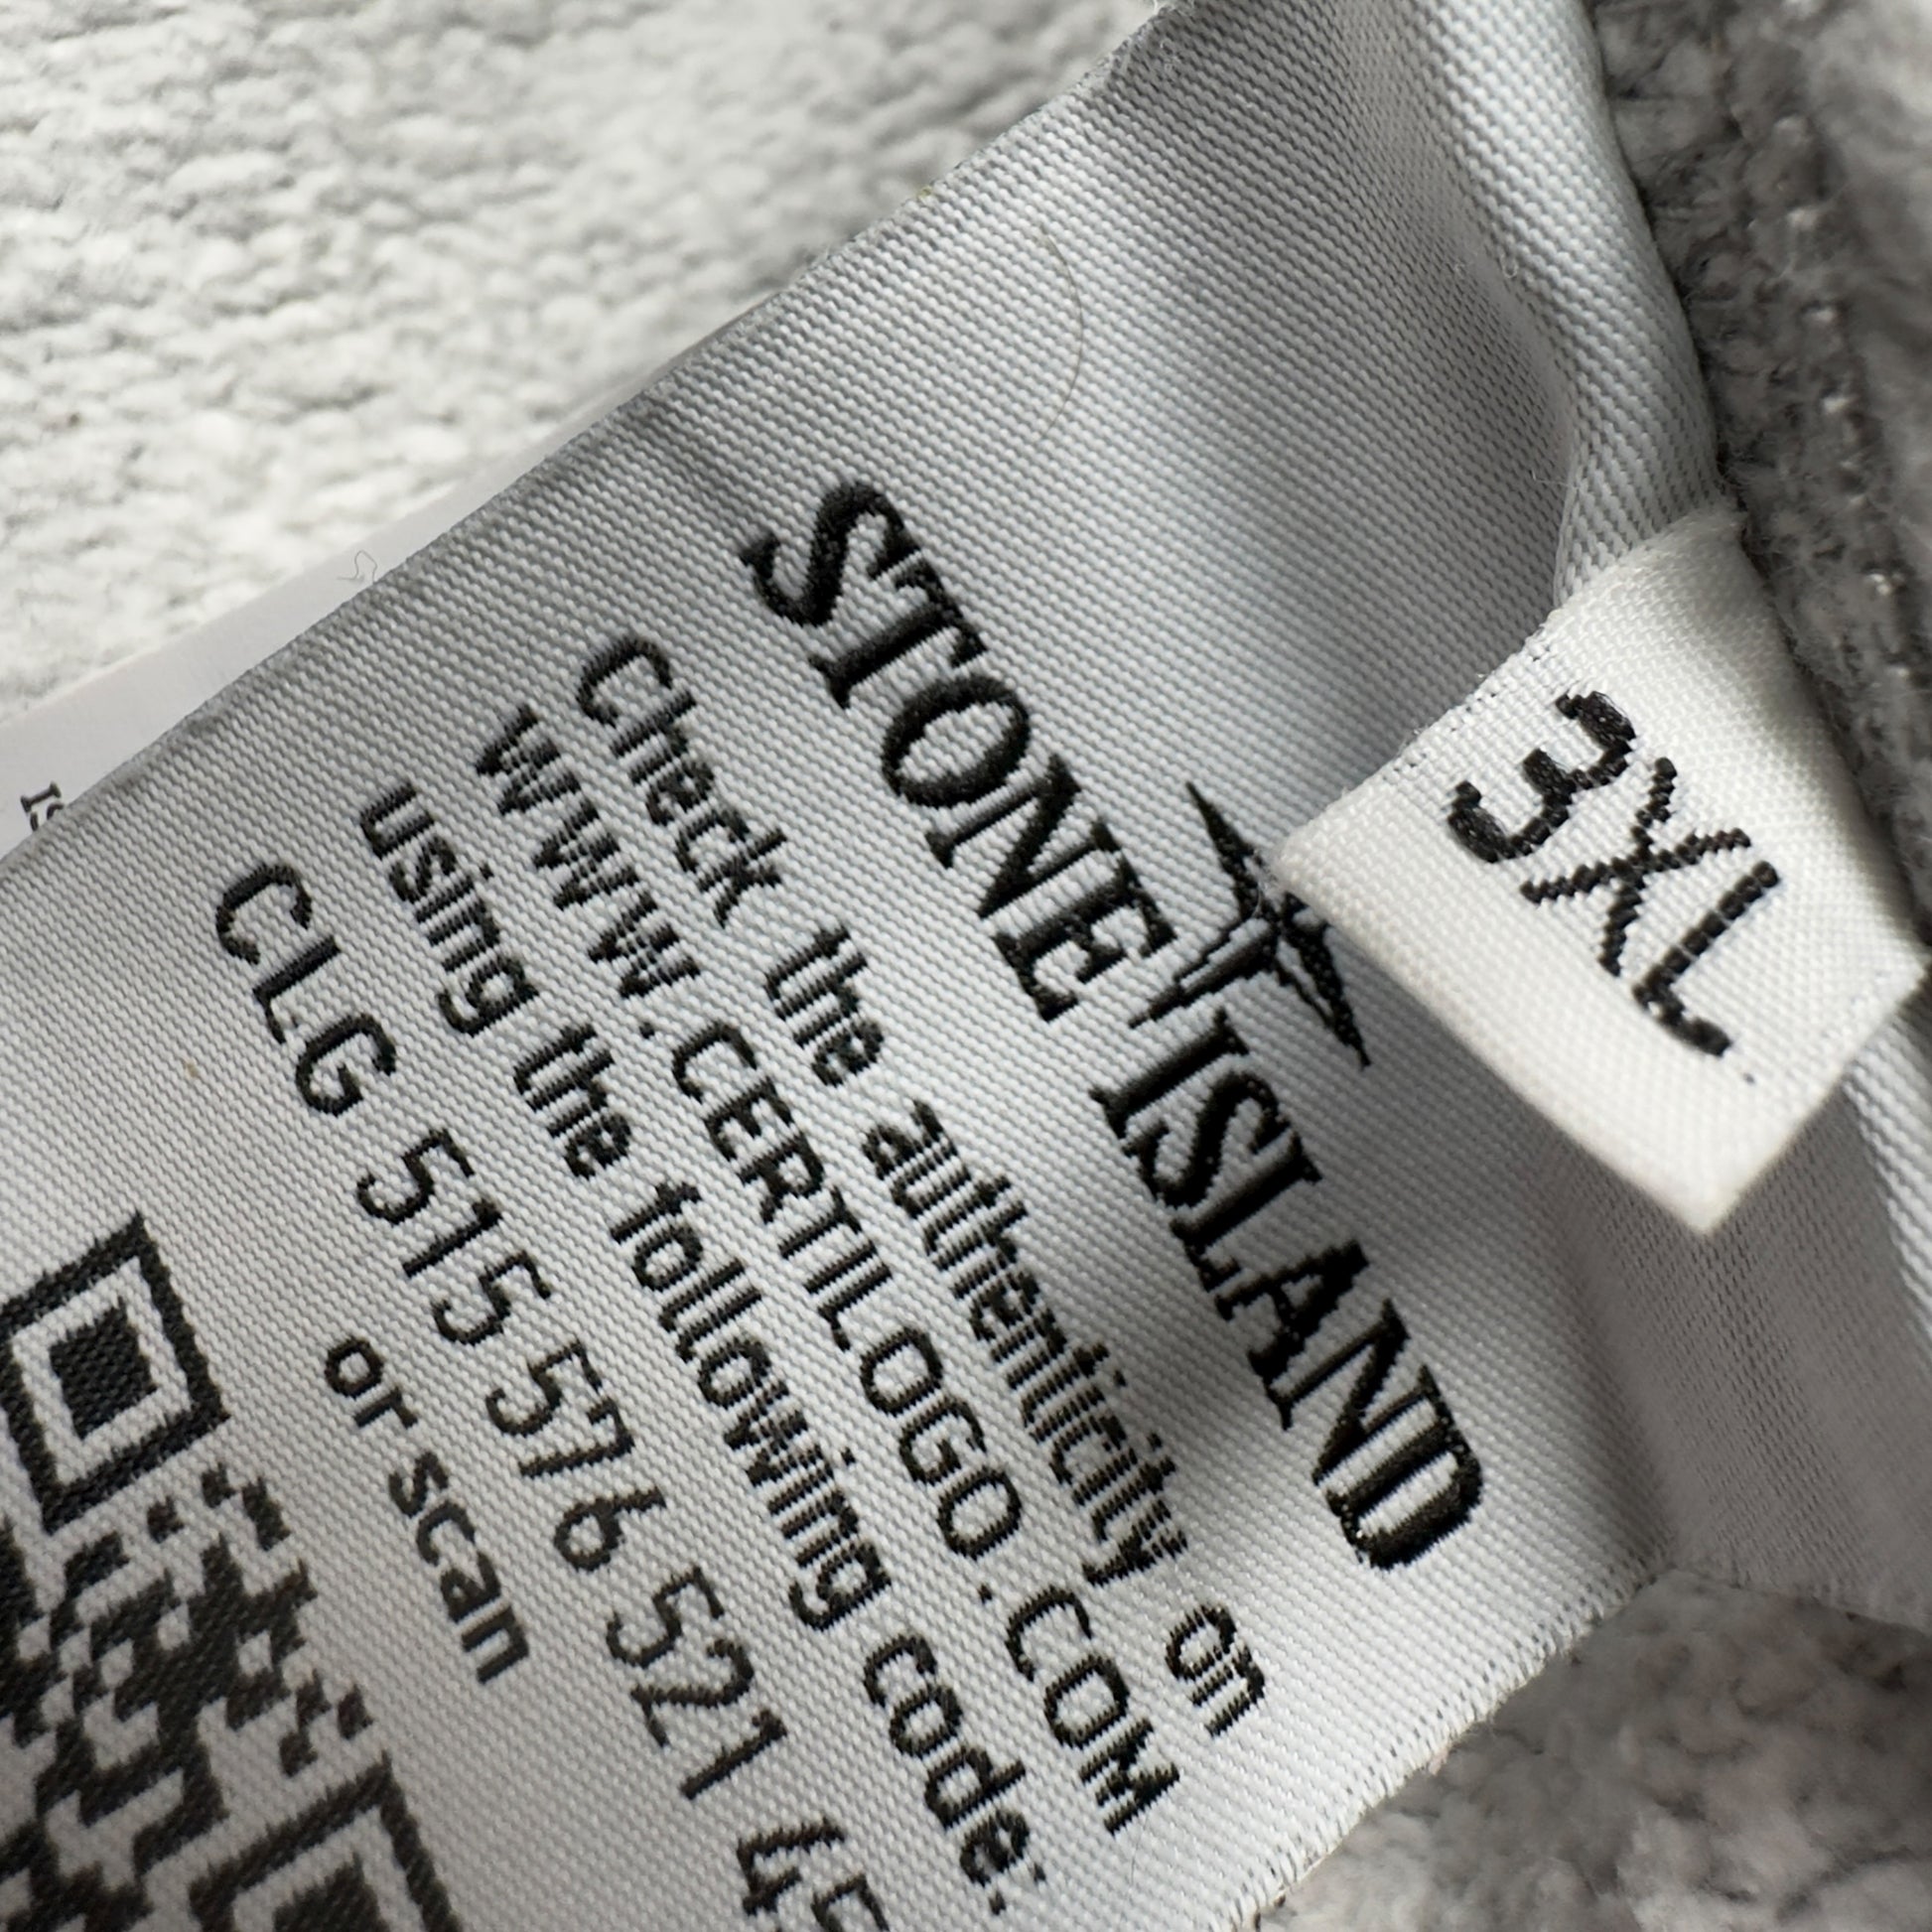 3XL
STONE ISLAND
Check the authenticity on
WWW.CERTILOGO.COM
using the following code:
CLG 515 576 521 45
or scan